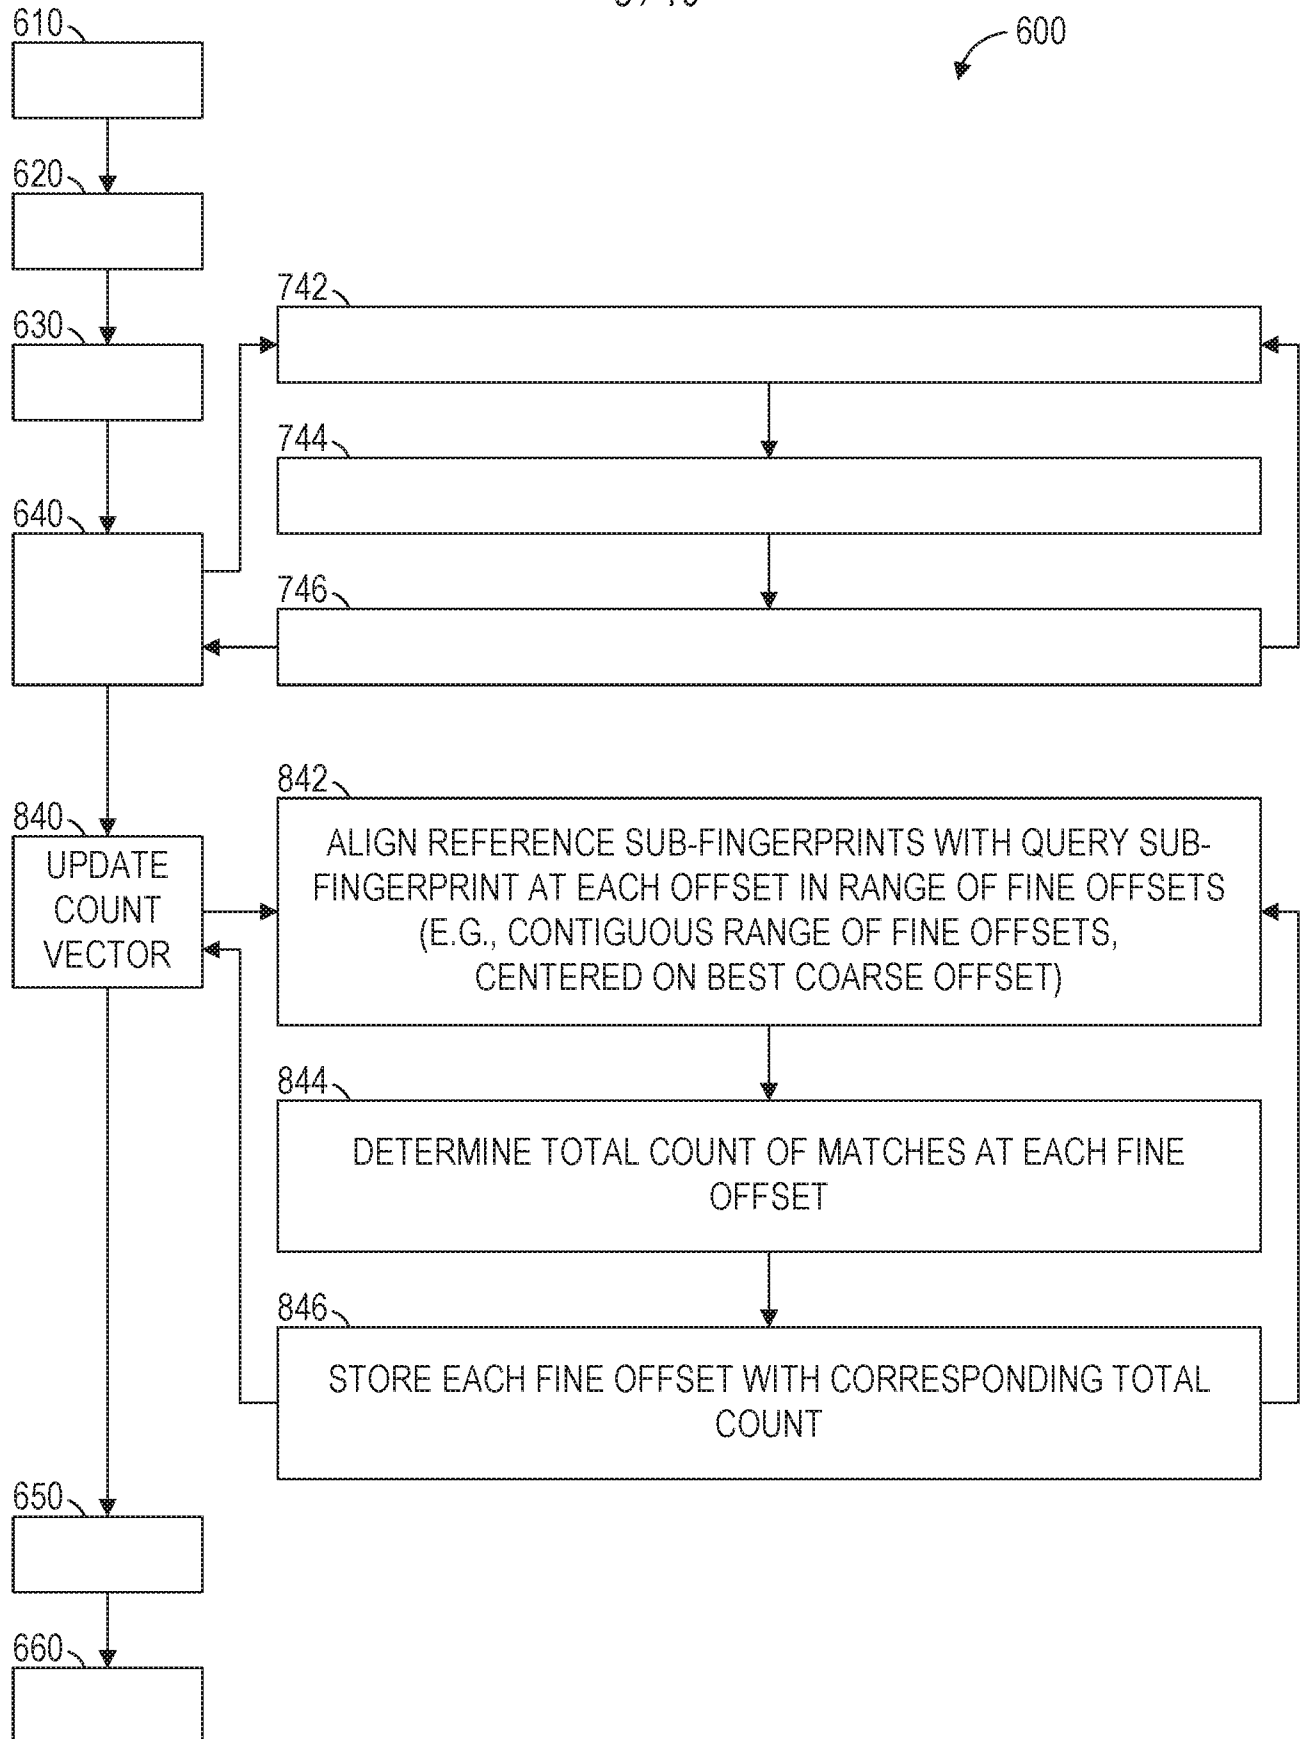 600
610
620
630
742
744
640
746
842
ALIGN REFERENCE SUB-FINGERPRINTS WITH QUERY SUB-
FINGERPRINT AT EACH OFFSET IN RANGE OF FINE OFFSETS
(E.G., CONTIGUOUS RANGE OF FINE OFFSETS,
CENTERED ON BEST COARSE OFFSET)
840
UPDATE
COUNT
VECTOR
844
DETERMINE TOTAL COUNT OF MATCHES AT EACH FINE
OFFSET
846
STORE EACH FINE OFFSET WITH CORRESPONDING TOTAL
COUNT
650
660